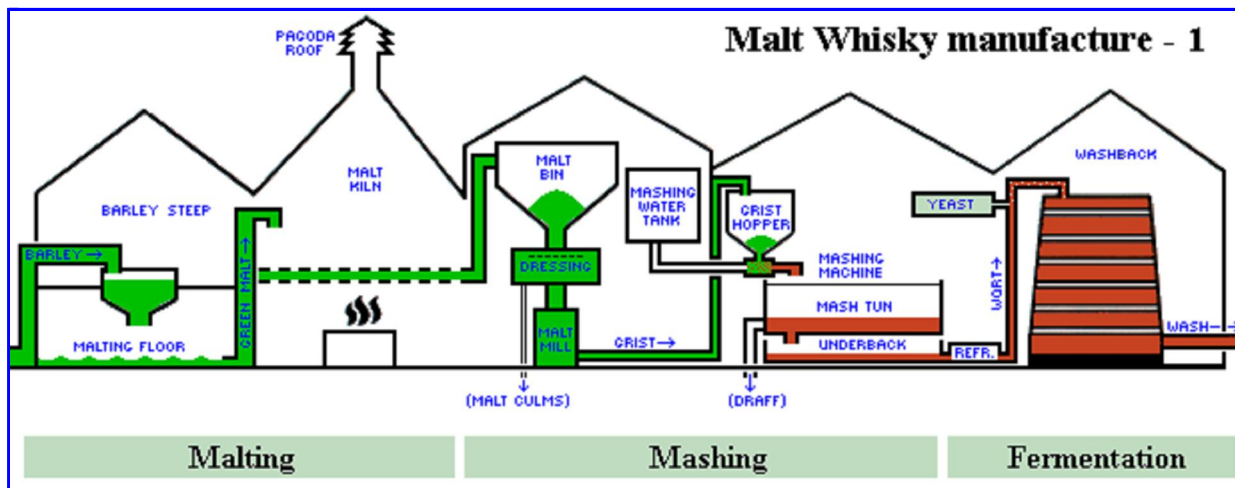 Malt Whisky manufacture - 1
PAGODA
ROOF
BARLEY STEEP
BARLEY →
MALTING FLOOR
GREEN MALT →
MALT
KILN
MALT
BIN
DRESSING
MALT
MILL
(MALT CULMS)
GRIST →
MASHING
WATER
TANK
GRIST
HOPPER
MASHING
MACHINE
MASH TUN
UNDERBACK
(DRAFF)
REFR.
WORT →
YEAST
WASHBACK
WASH--→
Malting
Mashing
Fermentation